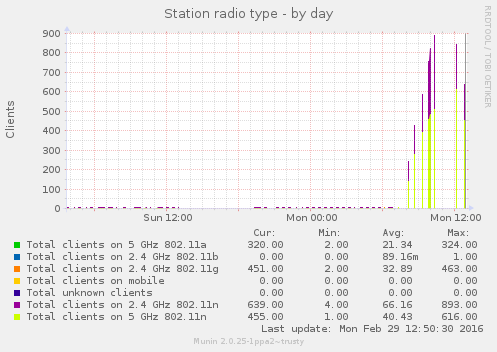 Station radio type - by day
RRDTOOL / TOBI OETIKER
Clients
900
800
700
600
500
400
300
200
100
0
Sun 12:00 Mon 00:00 Mon 12:00
Cur: Min: Avg: Max:
Total clients on 5 GHz 802.11a 320.00 2.00 21.34 324.00
Total clients on 2.4 GHz 802.11b 0.00 0.00 89.16m 1.00
Total clients on 2.4 GHz 802.11g 451.00 2.00 32.89 463.00
Total clients on mobile 0.00 0.00 0.00 0.00
Total unknown clients 0.00 0.00 0.00 0.00
Total clients on 2.4 GHz 802.11n 639.00 4.00 66.16 893.00
Total clients on 5 GHz 802.11n 455.00 1.00 40.43 616.00
Last update: Mon Feb 29 12:50:30 2016
Munin 2.0.25-1ppa2~trusty